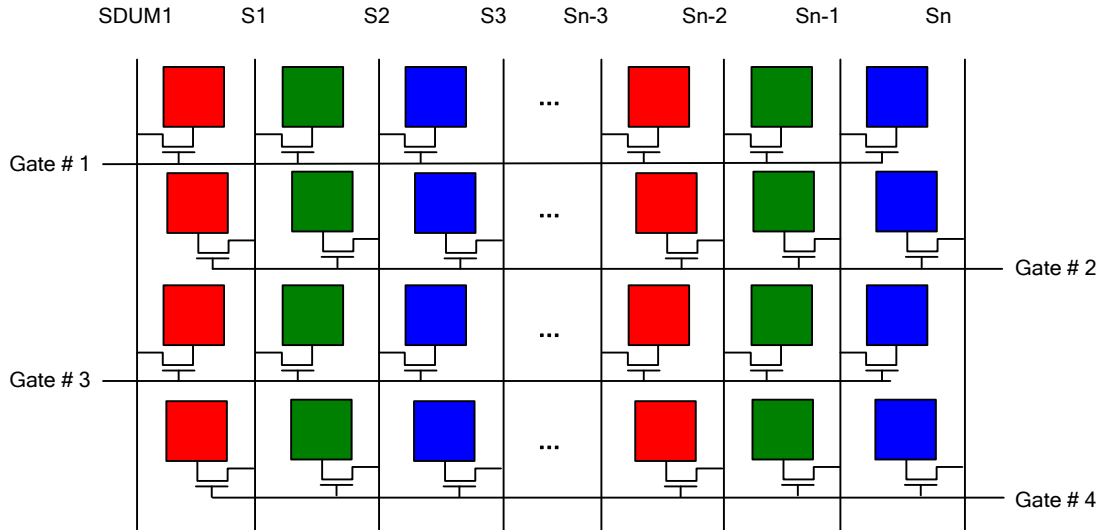 SDUM1 S1 S2 S3 Sn-3 Sn-2 Sn-1 Sn
...
Gate # 1
...
Gate # 2
...
Gate # 3
...
Gate # 4